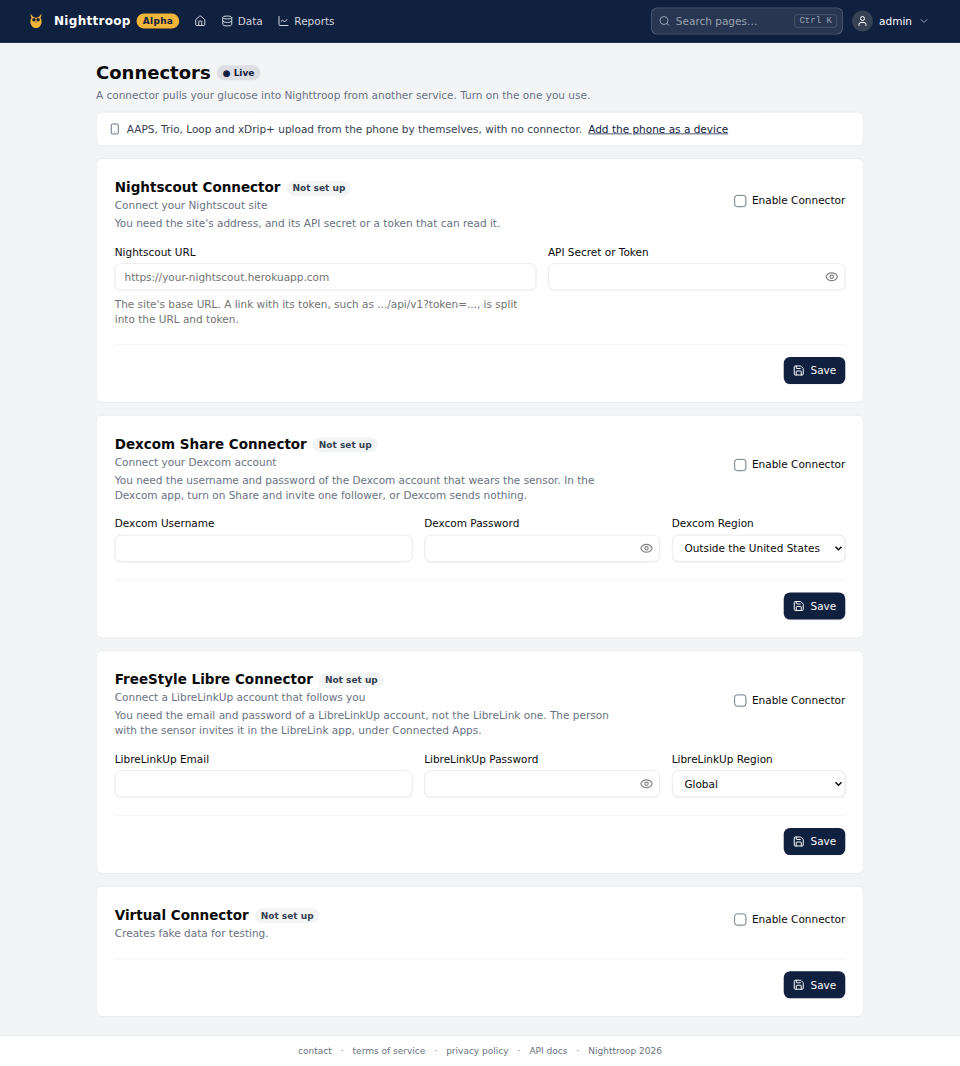 Nighttroop Alpha Data Reports Search pages... Ctrl K admin
Connectors ● Live
A connector pulls your glucose into Nighttroop from another service. Turn on the one you use.
AAPS, Trio, Loop and xDrip+ upload from the phone by themselves, with no connector. Add the phone as a device
Nightscout Connector Not set up
Connect your Nightscout site
You need the site's address, and its API secret or a token that can read it.
Enable Connector
Nightscout URL API Secret or Token
https://your-nightscout.herokuapp.com
The site's base URL. A link with its token, such as .../api/v1?token=..., is split
into the URL and token.
Save
Dexcom Share Connector Not set up
Connect your Dexcom account
You need the username and password of the Dexcom account that wears the sensor. In the
Dexcom app, turn on Share and invite one follower, or Dexcom sends nothing.
Enable Connector
Dexcom Username Dexcom Password Dexcom Region
Outside the United States
Save
FreeStyle Libre Connector Not set up
Connect a LibreLinkUp account that follows you
You need the email and password of a LibreLinkUp account, not the LibreLink one. The person
with the sensor invites it in the LibreLink app, under Connected Apps.
Enable Connector
LibreLinkUp Email LibreLinkUp Password LibreLinkUp Region
Global
Save
Virtual Connector Not set up
Creates fake data for testing.
Enable Connector
Save
contact · terms of service · privacy policy · API docs · Nighttroop 2026